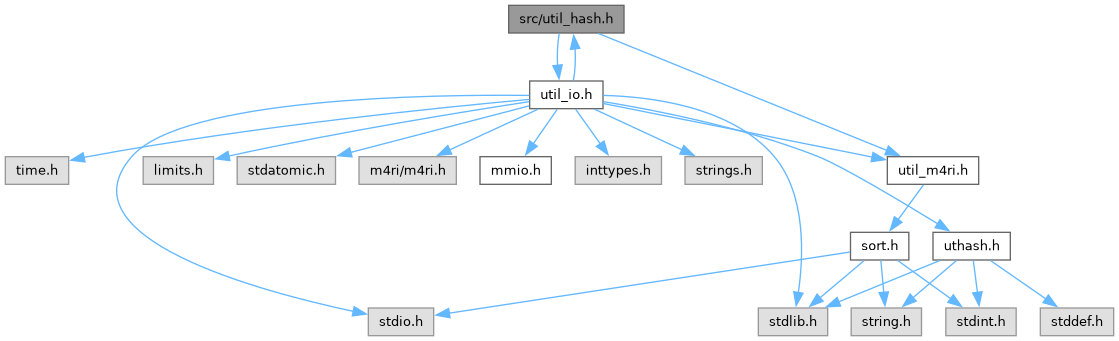 src/util_hash.h
util_io.h
time.h
limits.h
stdatomic.h
m4ri/m4ri.h
mmio.h
inttypes.h
strings.h
util_m4ri.h
sort.h
uthash.h
stdio.h
stdlib.h
string.h
stdint.h
stddef.h